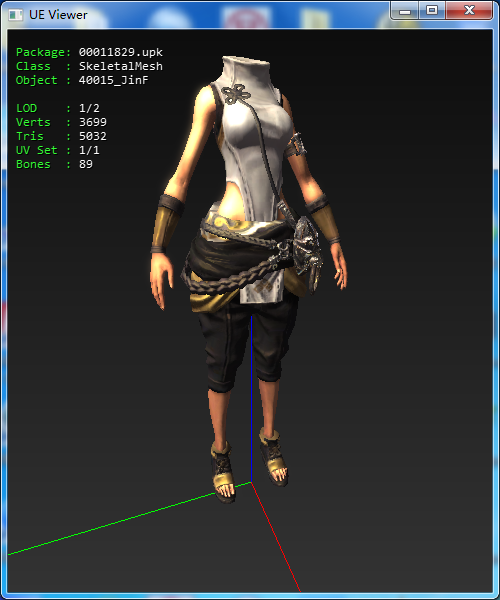 UE Viewer
Package: 00011829.upk
Class : SkeletalMesh
Object : 40015_JinF
LOD : 1/2
Verts : 3699
Tris : 5032
UV Set : 1/1
Bones : 89